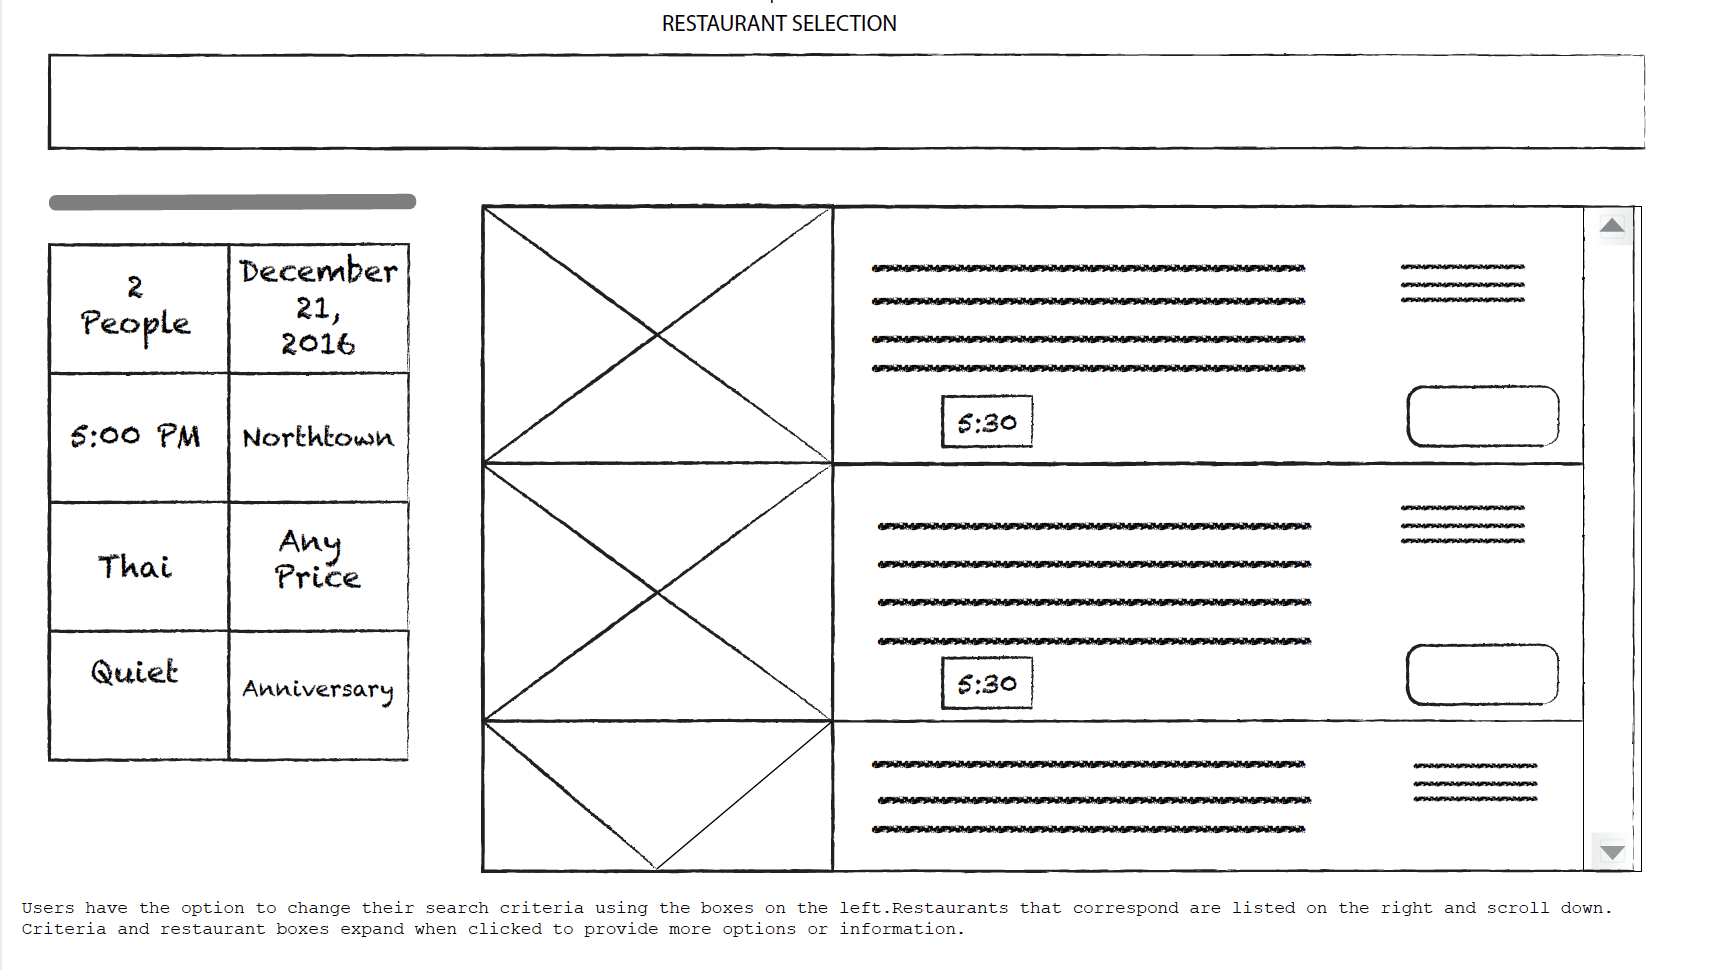 RESTAURANT SELECTION
2
People
December
21,
2016
5:00 PM
Northtown
Thai
Any
Price
Quiet
Anniversary
5:30
5:30
Users have the option to change their search criteria using the boxes on the left.Restaurants that correspond are listed on the right and scroll down.
Criteria and restaurant boxes expand when clicked to provide more options or information.